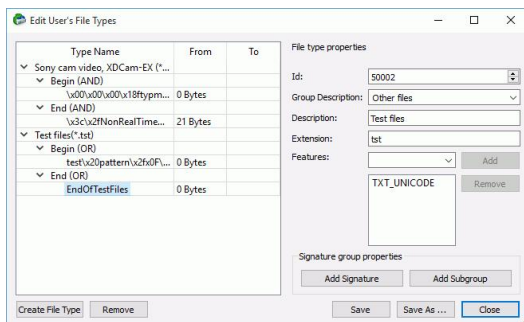 Edit User's File Types
Type Name From To
Sony cam video, XDCam-EX (*...
Begin (AND)
\x00\x00\x00\x18ftypm... 0 Bytes
End (AND)
\x3c\x2fNonRealTime... 21 Bytes
Test files(*.tst)
Begin (OR)
test\x20pattern\x2fx0F\... 0 Bytes
End (OR)
EndOfTestFiles 0 Bytes
Create File Type Remove
File type properties
Id: 50002
Group Description: Other files
Description: Test files
Extension: tst
Features: Add
TXT_UNICODE Remove
Signature group properties
Add Signature Add Subgroup
Save Save As ... Close